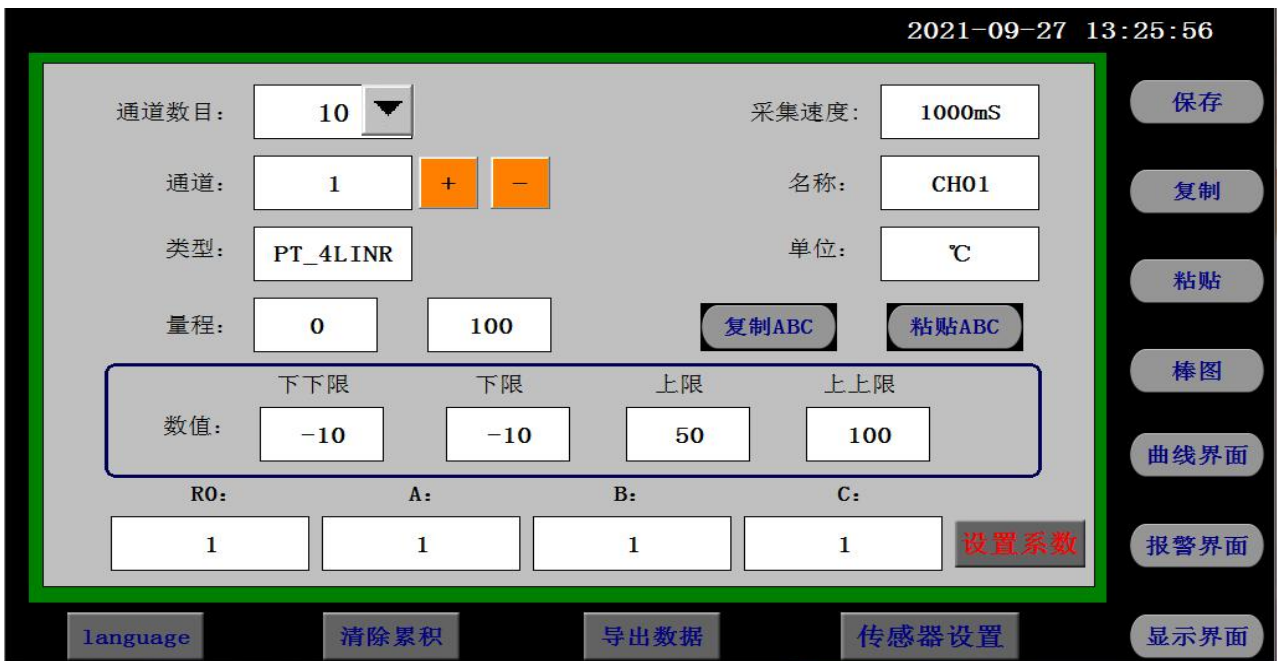 2021-09-27 13:25:56
通道数目: 10 采集速度: 1000mS 保存
通道: 1 + - 名称: CH01 复制
类型: PT_4LINR 单位: ℃ 粘贴
量程: 0 100 复制ABC 粘贴ABC
下下限 下限 上限 上上限 棒图
数值: -10 -10 50 100 曲线界面
R0: A: B: C:
1 1 1 1 设置系数 报警界面
language 清除累积 导出数据 传感器设置 显示界面